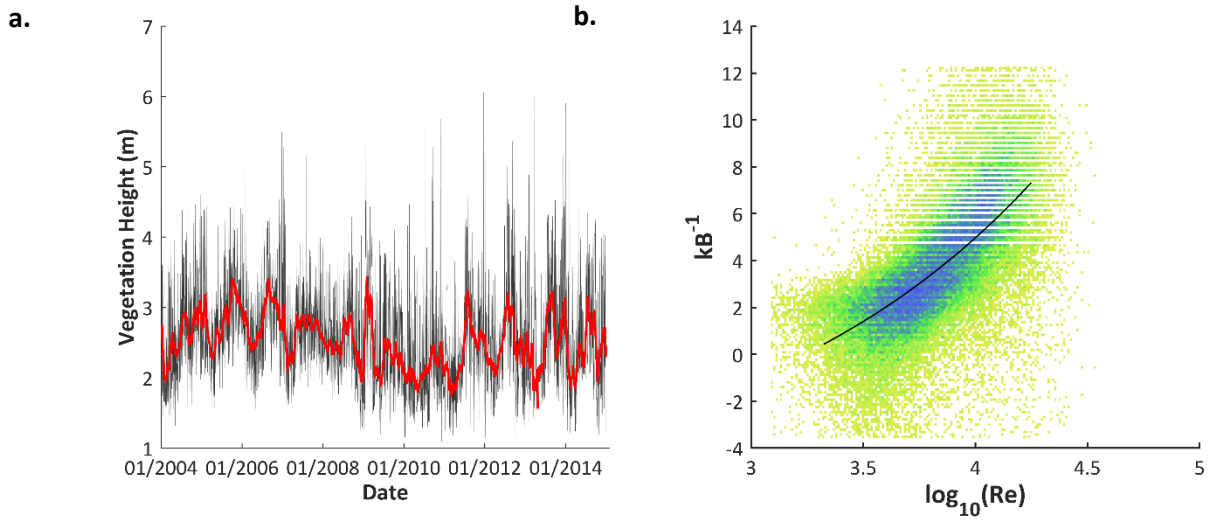 a.
7
6
5
4
3
2
1
Vegetation Height (m)
01/2004 01/2006 01/2008 01/2010 01/2012 01/2014
Date
b.
14
12
10
8
6
4
2
0
-2
-4
kB⁻¹
3 3.5 4 4.5 5
log₁₀(Re)